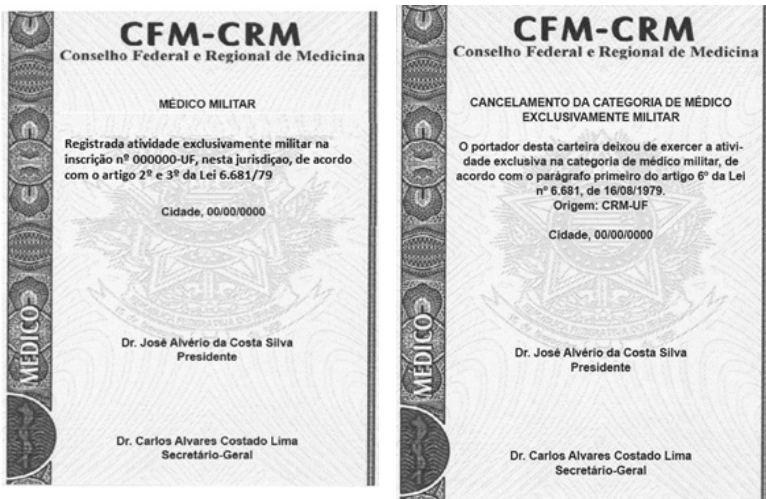 CFM-CRM
Conselho Federal e Regional de Medicina
MÉDICO MILITAR
Registrada atividade exclusivamente militar na
inscrição nº 000000-UF, nesta jurisdiçao, de acordo
com o artigo 2º e 3º da Lei 6.681/79
Cidade, 00/00/0000
Dr. José Alvério da Costa Silva
Presidente
Dr. Carlos Alvares Costado Lima
Secretário-Geral
MÉDICO
CFM-CRM
Conselho Federal e Regional de Medicina
CANCELAMENTO DA CATEGORIA DE MÉDICO
EXCLUSIVAMENTE MILITAR
O portador desta carteira deixou de exercer a ativi-
dade exclusiva na categoria de médico militar, de
acordo com o parágrafo primeiro do artigo 6º da Lei
nº 6.681, de 16/08/1979.
Origem: CRM-UF
Cidade, 00/00/0000
Dr. José Alvério da Costa Silva
Presidente
Dr. Carlos Alvares Costado Lima
Secretário-Geral
MÉDICO